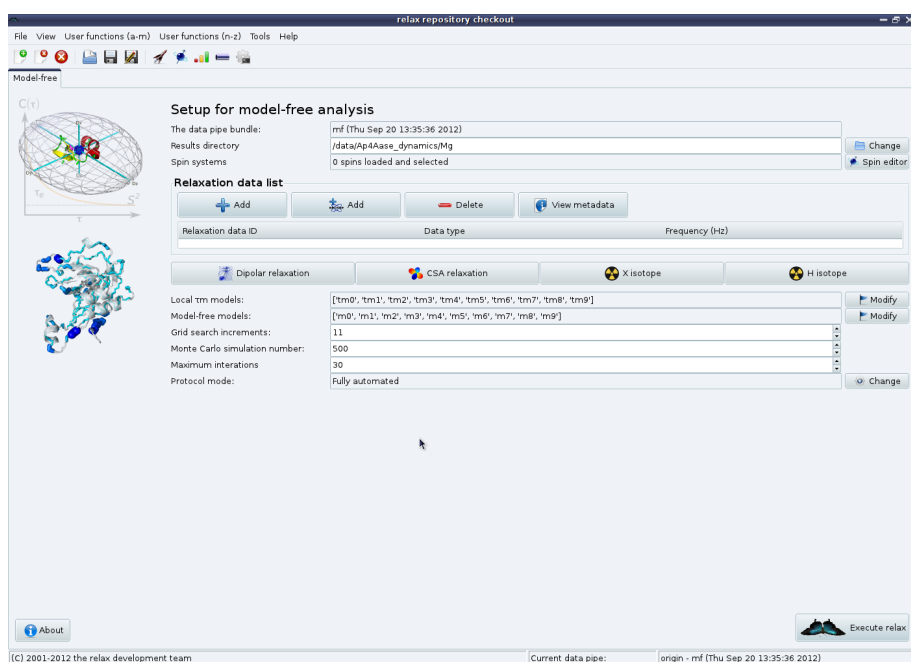 relax repository checkout
File View User functions (a-m) User functions (n-z) Tools Help
Model-free
C(τ)
Setup for model-free analysis
The data pipe bundle: mf (Thu Sep 20 13:35:36 2012)
Results directory /data/Ap4Aase_dynamics/Mg Change
Spin systems 0 spins loaded and selected Spin editor
τe S²
τ
Relaxation data list
Add Add Delete View metadata
Relaxation data ID Data type Frequency (Hz)
Dipolar relaxation CSA relaxation X isotope H isotope
Local τm models: ['tm0', 'tm1', 'tm2', 'tm3', 'tm4', 'tm5', 'tm6', 'tm7', 'tm8', 'tm9'] Modify
Model-free models: ['m0', 'm1', 'm2', 'm3', 'm4', 'm5', 'm6', 'm7', 'm8', 'm9'] Modify
Grid search increments: 11
Monte Carlo simulation number: 500
Maximum interations 30
Protocol mode: Fully automated Change
About Execute relax
(C) 2001-2012 the relax development team Current data pipe: origin - mf (Thu Sep 20 13:35:36 2012)